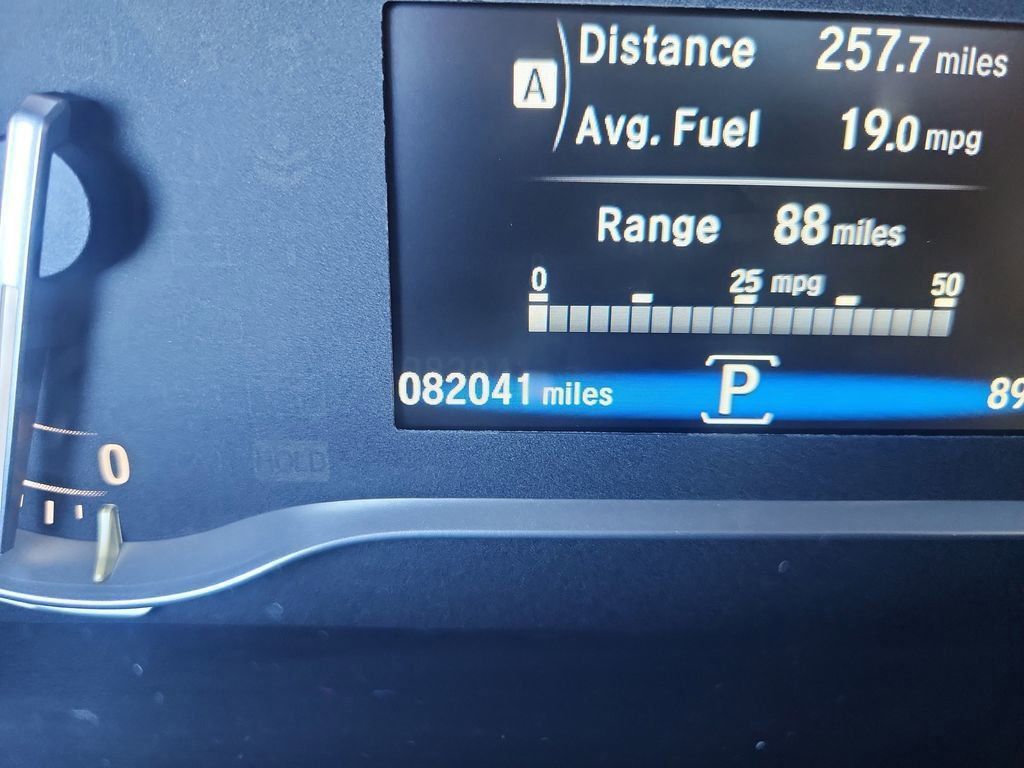 A
Distance 257.7 miles
Avg. Fuel 19.0 mpg
Range 88 miles
0 25 mpg 50
082041 miles P 89
0
HOLD